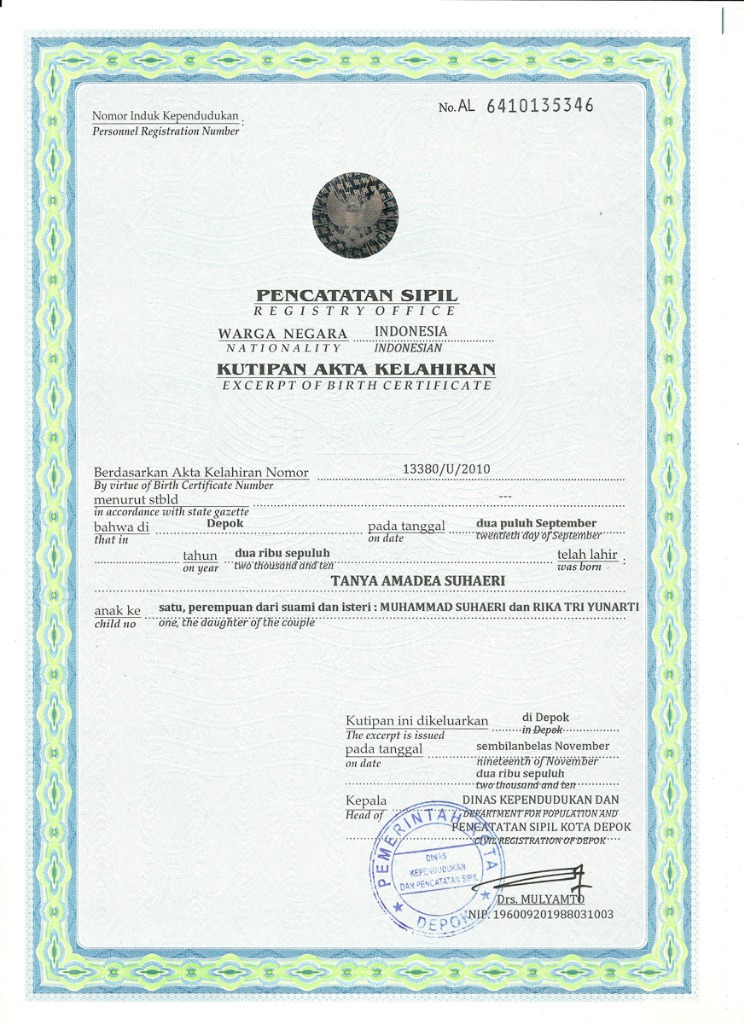 No. AL 6410135346
Nomor Induk Kependudukan :
Personnel Registration Number
PENCATATAN SIPIL
REGISTRY OFFICE
WARGA NEGARA INDONESIA
NATIONALITY INDONESIAN
KUTIPAN AKTA KELAHIRAN
EXCERPT OF BIRTH CERTIFICATE
Berdasarkan Akta Kelahiran Nomor 13380/U/2010
By virtue of Birth Certificate Number
menurut stbld ---
in accordance with state gazette
bahwa di Depok pada tanggal dua puluh September
that in on date twentieth day of September
tahun dua ribu sepuluh telah lahir :
on year two thousand and ten was born
TANYA AMADEA SUHAERI
anak ke satu, perempuan dari suami dan isteri : MUHAMMAD SUHAERI dan RIKA TRI YUNARTI
child no one, the daughter of the couple
Kutipan ini dikeluarkan di Depok
The excerpt is issued in Depok
pada tanggal sembilanbelas November
on date nineteenth of November
dua ribu sepuluh
two thousand and ten
Kepala DINAS KEPENDUDUKAN DAN
Head of DEPARTMENT FOR POPULATION AND
PENCATATAN SIPIL KOTA DEPOK
CIVIL REGISTRATION OF DEPOK
PEMERINTAH KOTA
DINAS
KEPENDUDUKAN
DAN PENCATATAN SIPIL
DEPOK
Drs. MULYAMTO
NIP. 196009201988031003